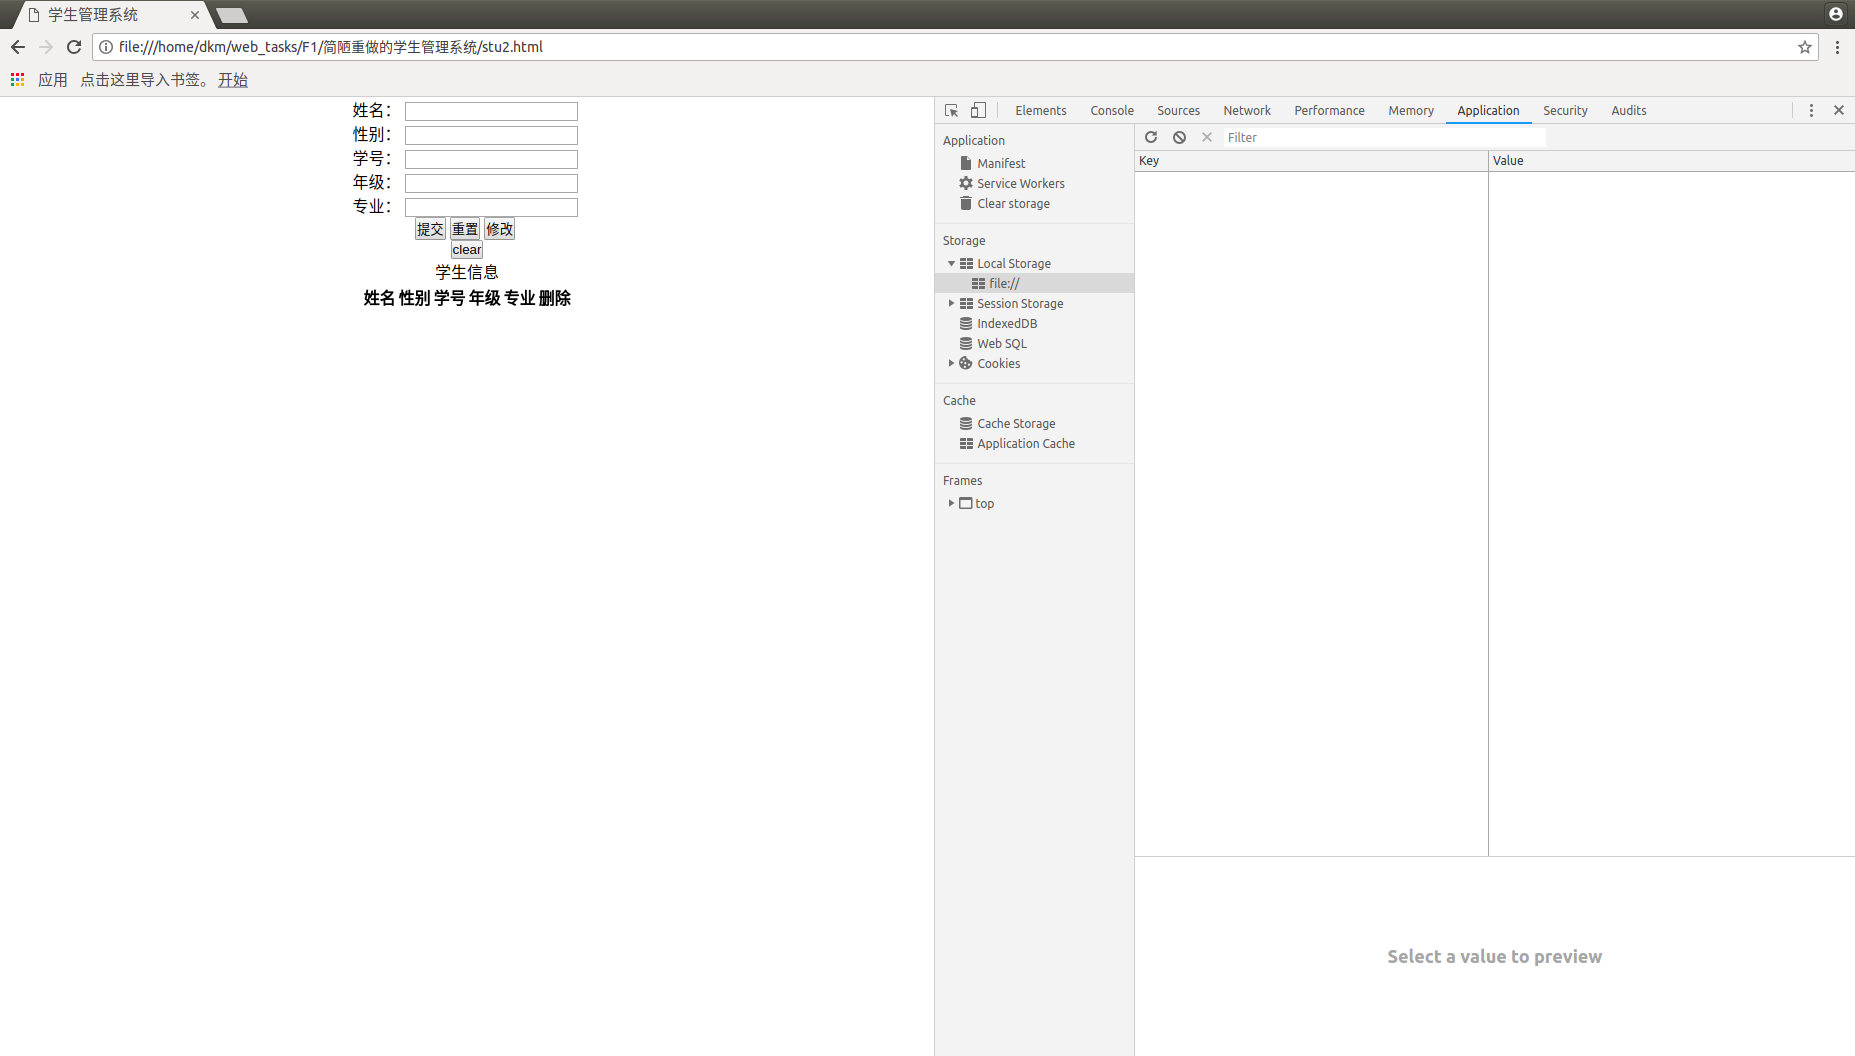 学生管理系统
file:///home/dkm/web_tasks/F1/简陋重做的学生管理系统/stu2.html
应用 点击这里导入书签。 开始
姓名：
性别：
学号：
年级：
专业：
提交 重置 修改
clear
学生信息
姓名 性别 学号 年级 专业 删除
Elements Console Sources Network Performance Memory Application Security Audits
Application
Manifest
Service Workers
Clear storage
Storage
Local Storage
file://
Session Storage
IndexedDB
Web SQL
Cookies
Cache
Cache Storage
Application Cache
Frames
top
Filter
Key Value
Select a value to preview